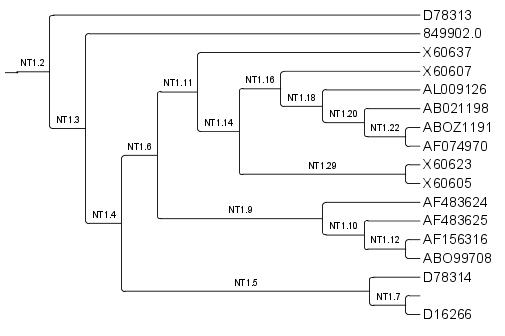 D78313
849902.0
NT1.2
X60637
X60607
NT1.11
NT1.16
AL009126
NT1.18
AB021198
NT1.3
NT1.14
NT1.20
ABOZ1191
NT1.22
AF074970
NT1.6
X60623
NT1.29
X60605
AF483624
NT1.9
NT1.4
AF483625
NT1.10
AF156316
NT1.12
ABO99708
D78314
NT1.5
NT1.7
D16266